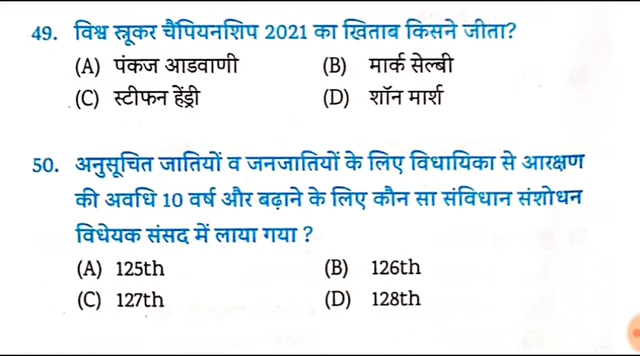 49. विश्व स्नूकर चैंपियनशिप 2021 का खिताब किसने जीता?
(A) पंकज आडवाणी (B) मार्क सेल्बी
(C) स्टीफन हेंड्री (D) शॉन मार्श
50. अनुसूचित जातियों व जनजातियों के लिए विधायिका से आरक्षण
की अवधि 10 वर्ष और बढ़ाने के लिए कौन सा संविधान संशोधन
विधेयक संसद में लाया गया ?
(A) 125th (B) 126th
(C) 127th (D) 128th